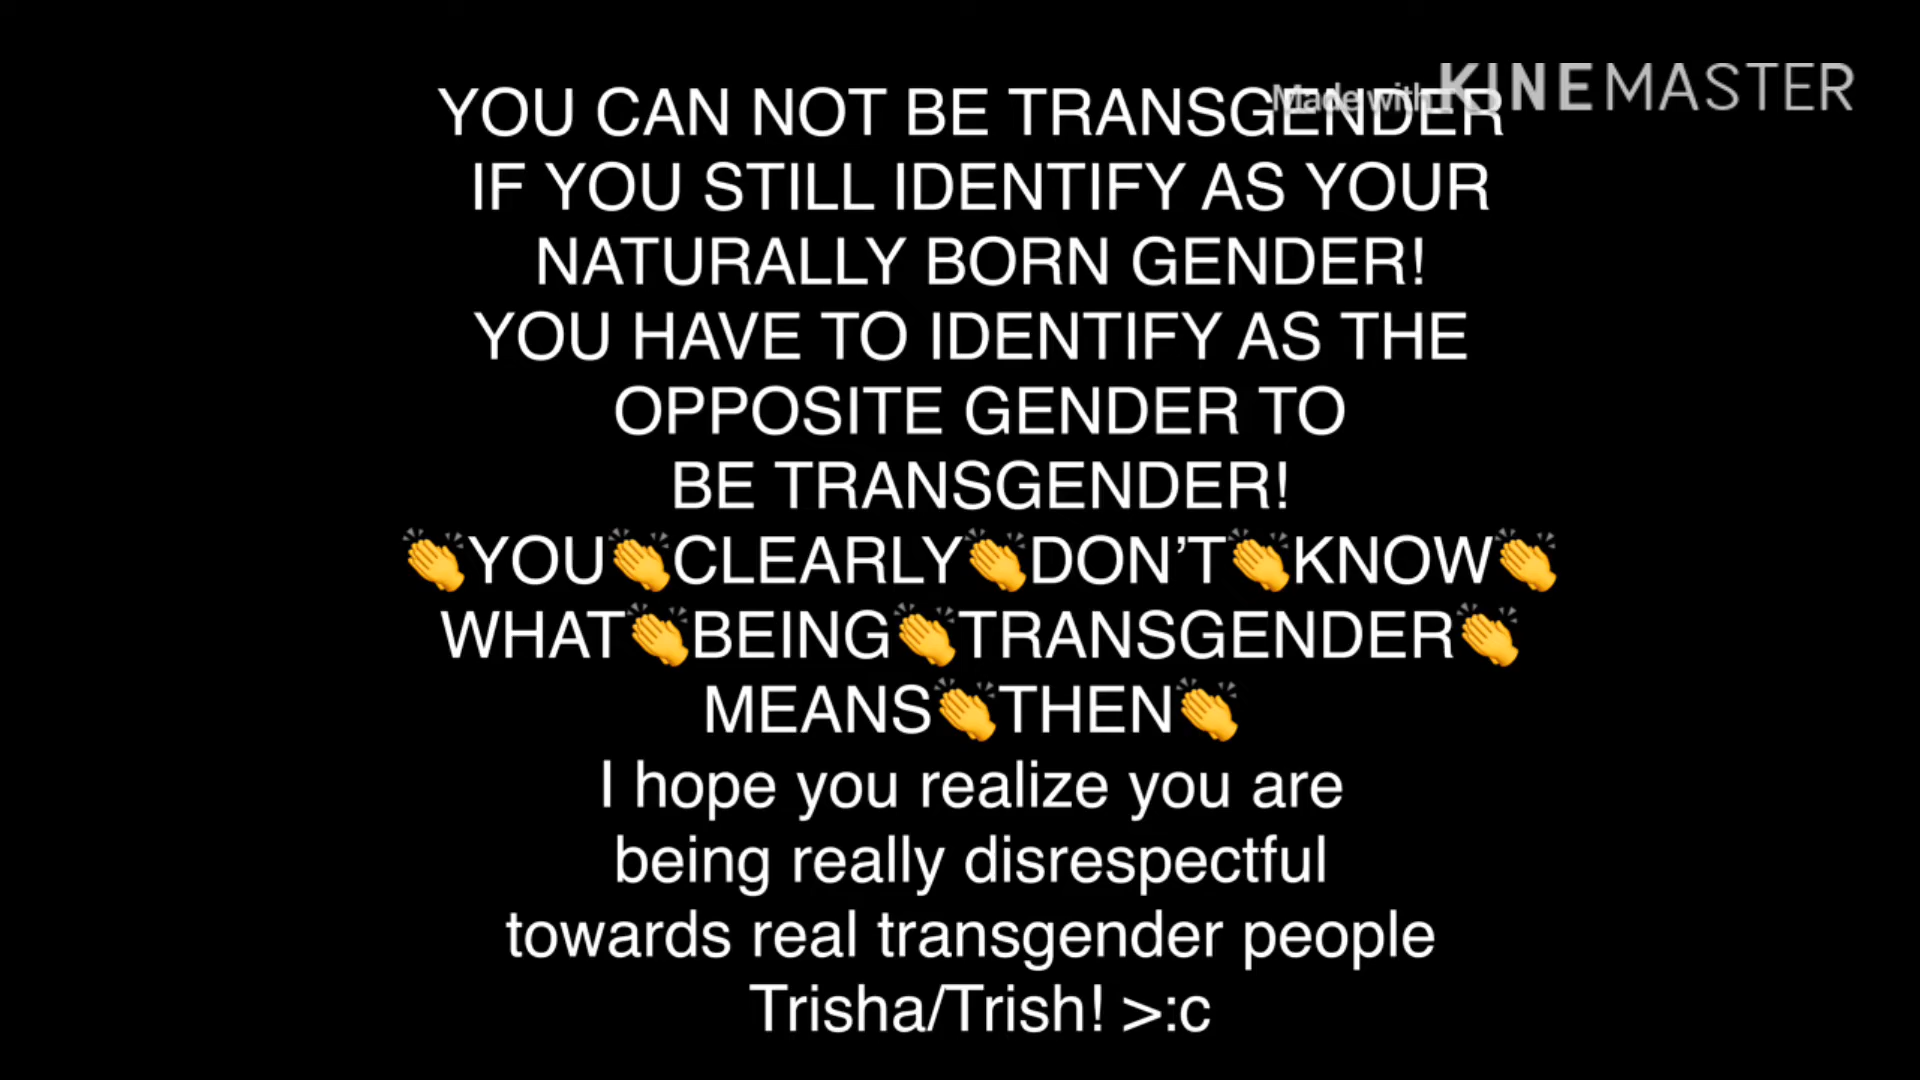 Made with KINEMASTER
YOU CAN NOT BE TRANSGENDER
IF YOU STILL IDENTIFY AS YOUR
NATURALLY BORN GENDER!
YOU HAVE TO IDENTIFY AS THE
OPPOSITE GENDER TO
BE TRANSGENDER!
👏YOU👏CLEARLY👏DON’T👏KNOW👏
WHAT👏BEING👏TRANSGENDER👏
MEANS👏THEN👏
I hope you realize you are
being really disrespectful
towards real transgender people
Trisha/Trish! >:c